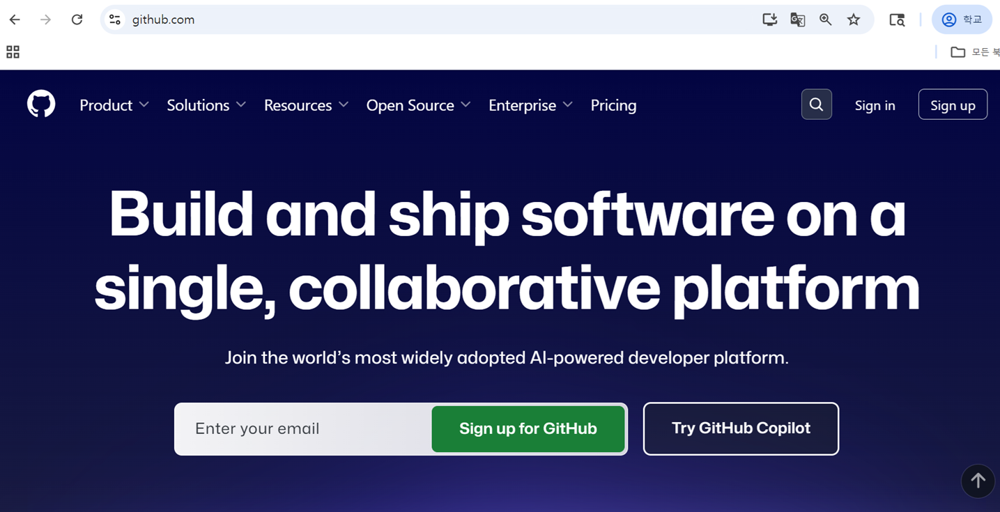 github.com
학교
모든 북
Product Solutions Resources Open Source Enterprise Pricing Sign in Sign up
Build and ship software on a
single, collaborative platform
Join the world’s most widely adopted AI-powered developer platform.
Enter your email Sign up for GitHub Try GitHub Copilot